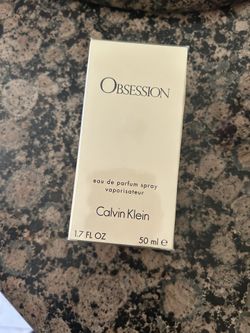 OBSESSION
eau de parfum spray
vaporisateur
Calvin Klein
1.7 FL OZ 50 ml e